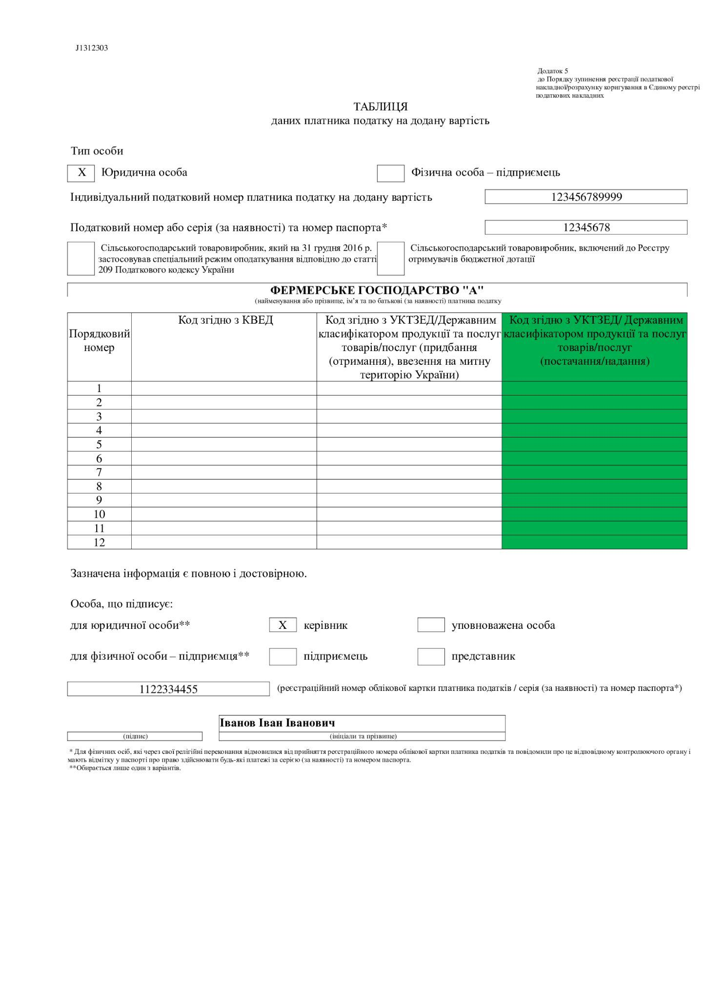 J1312303
Додаток 5
до Порядку зупинення реєстрації податкової
накладної/розрахунку коригування в Єдиному реєстрі
податкових накладних
ТАБЛИЦЯ
даних платника податку на додану вартість
Тип особи
X Юридична особа
Фізична особа – підприємець
Індивідуальний податковий номер платника податку на додану вартість 123456789999
Податковий номер або серія (за наявності) та номер паспорта* 12345678
Сільськогосподарський товаровиробник, який на 31 грудня 2016 р.
застосовував спеціальний режим оподаткування відповідно до статті
209 Податкового кодексу України
Сільськогосподарський товаровиробник, включений до Реєстру
отримувачів бюджетної дотації
ФЕРМЕРСЬКЕ ГОСПОДАРСТВО "А"
(найменування або прізвище, ім’я та по батькові (за наявності) платника податку
Порядковий
номер
Код згідно з КВЕД
Код згідно з УКТЗЕД/Державним
класифікатором продукції та послуг
товарів/послуг (придбання
(отримання), ввезення на митну
територію України)
Код згідно з УКТЗЕД/ Державним
класифікатором продукції та послуг
товарів/послуг
(постачання/надання)
1
2
3
4
5
6
7
8
9
10
11
12
Зазначена інформація є повною і достовірною.
Особа, що підписує:
для юридичної особи** X керівник уповноважена особа
для фізичної особи – підприємця** підприємець представник
1122334455 (реєстраційний номер облікової картки платника податків / серія (за наявності) та номер паспорта*)
Іванов Іван Іванович
(підпис) (ініціали та прізвище)
* Для фізичних осіб, які через свої релігійні переконання відмовилися від прийняття реєстраційного номера облікової картки платника податків та повідомили про це відповідному контролюючого органу і
мають відмітку у паспорті про право здійснювати будь-які платежі за серією (за наявності) та номером паспорта.
**Обирається лише один з варіантів.